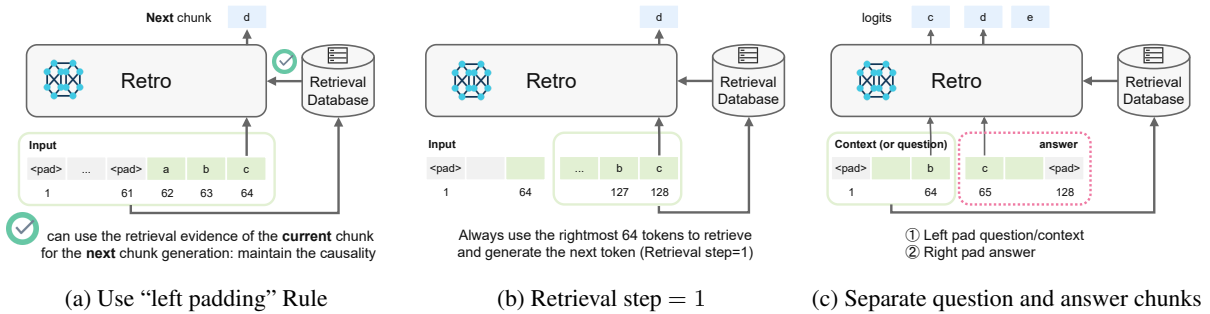 Next chunk d
Retro
Retrieval
Database
Input
<pad> ... <pad> a b c
1 61 62 63 64
can use the retrieval evidence of the current chunk
for the next chunk generation: maintain the causality
(a) Use “left padding” Rule
d
Retro
Retrieval
Database
Input
<pad> 
... b c
1 64 127 128
Always use the rightmost 64 tokens to retrieve
and generate the next token (Retrieval step=1)
(b) Retrieval step = 1
logits c d e
Retro
Retrieval
Database
Context (or question) answer
<pad> b c <pad>
1 64 65 128
① Left pad question/context
② Right pad answer
(c) Separate question and answer chunks